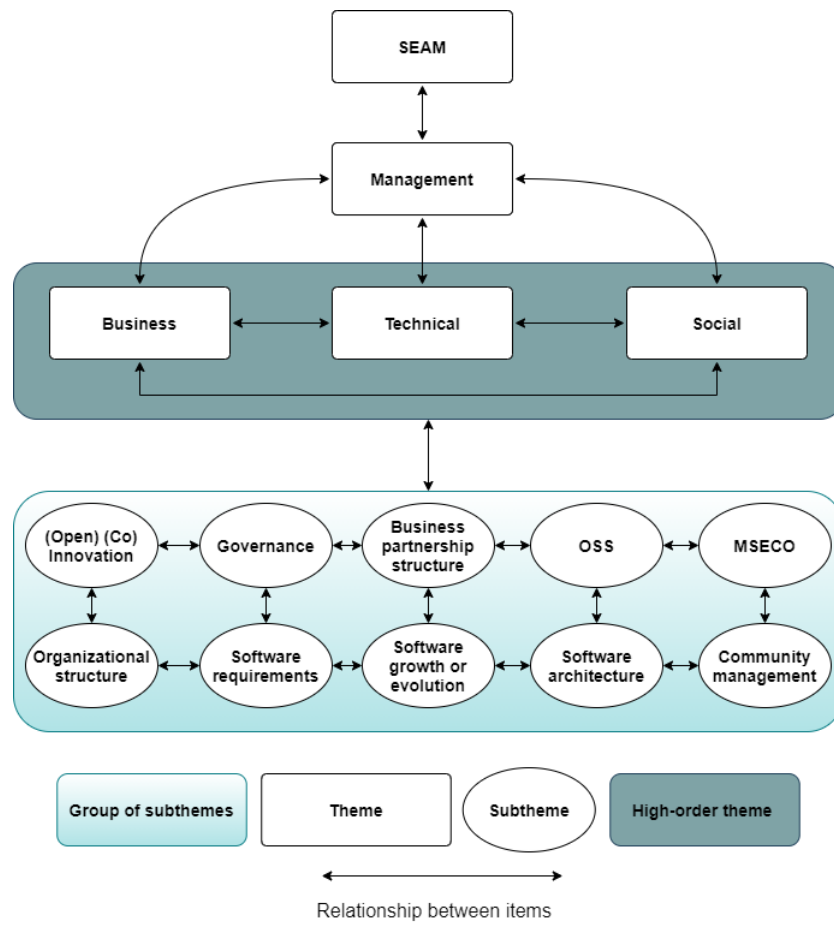 SEAM
Management
Business
Technical
Social
(Open) (Co)
Innovation
Governance
Business
partnership
structure
OSS
MSECO
Organizational
structure
Software
requirements
Software
growth or
evolution
Software
architecture
Community
management
Group of subthemes
Theme
Subtheme
High-order theme
Relationship between items